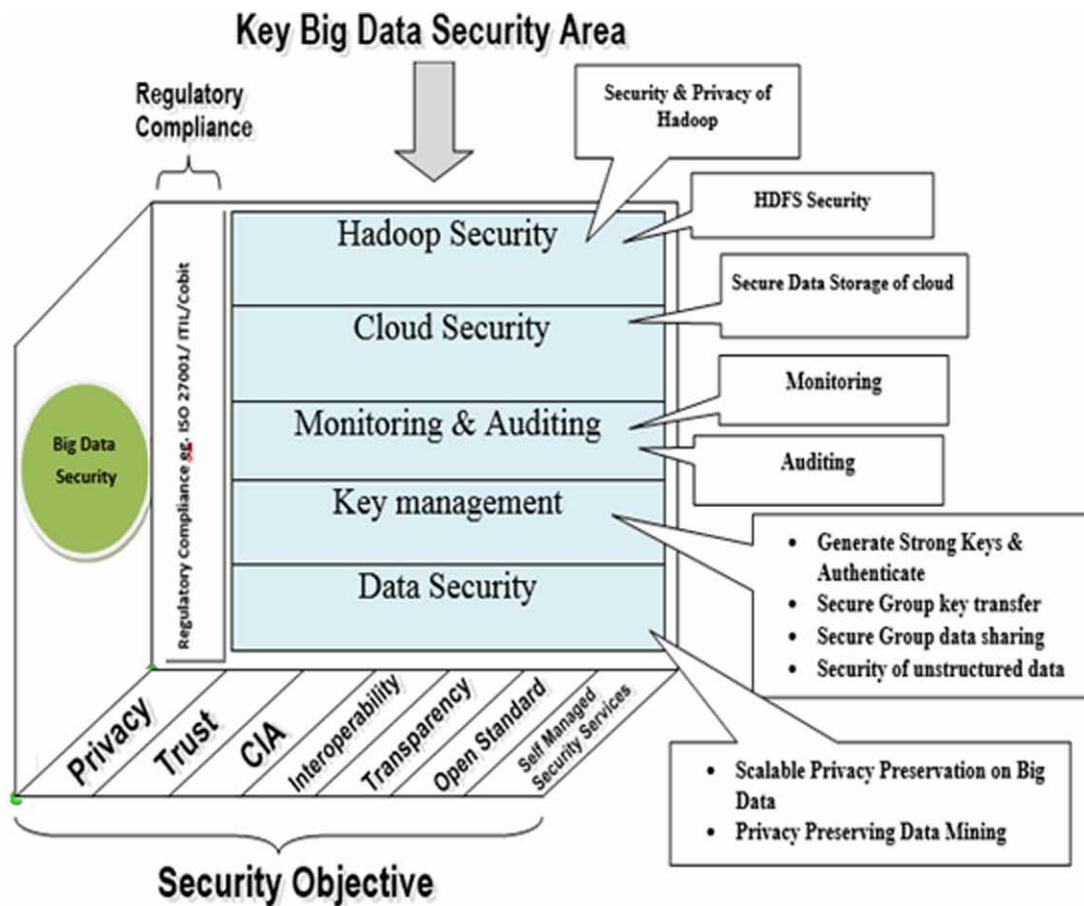 Key Big Data Security Area
Regulatory
Compliance
Security & Privacy of
Hadoop
HDFS Security
Secure Data Storage of cloud
Monitoring
Auditing
Hadoop Security
Cloud Security
Monitoring & Auditing
Key management
Data Security
Regulatory Compliance eg. ISO 27001/ ITIL/cobit
Big Data
Security
• Generate Strong Keys &
Authenticate
• Secure Group key transfer
• Secure Group data sharing
• Security of unstructured data
• Scalable Privacy Preservation on Big
Data
• Privacy Preserving Data Mining
Privacy
Trust
CIA
Interoperability
Transparency
Open Standard
Self Managed
Security Services
Security Objective